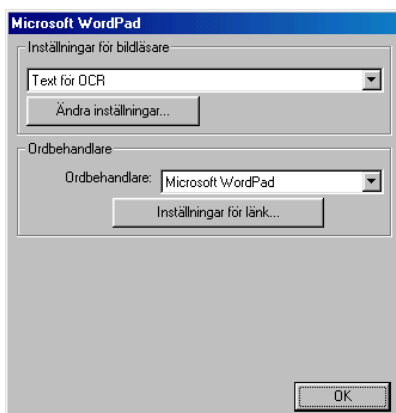 Microsoft WordPad
Inställningar för bildläsare
Text för OCR
Ändra inställningar...
Ordbehandlare
Ordbehandlare: Microsoft WordPad
Inställningar för länk...
OK